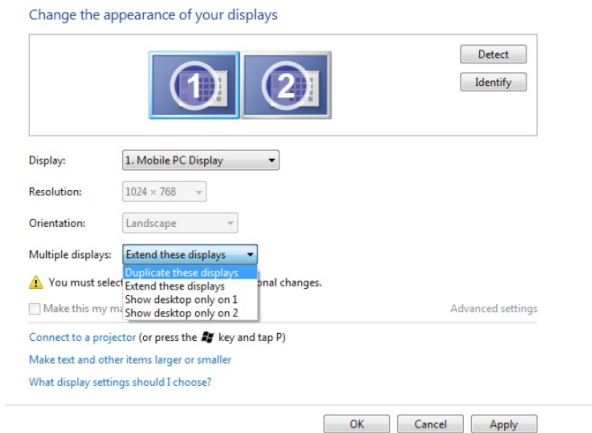 Change the appearance of your displays
1 2
Detect
Identify
Display: 1. Mobile PC Display
Resolution: 1024 × 768
Orientation: Landscape
Multiple displays: Extend these displays
Duplicate these displays
You must selec onal changes.
Extend these displays
Show desktop only on 1
Make this my ma Advanced settings
Show desktop only on 2
Connect to a projector (or press the key and tap P)
Make text and other items larger or smaller
What display settings should I choose?
OK Cancel Apply